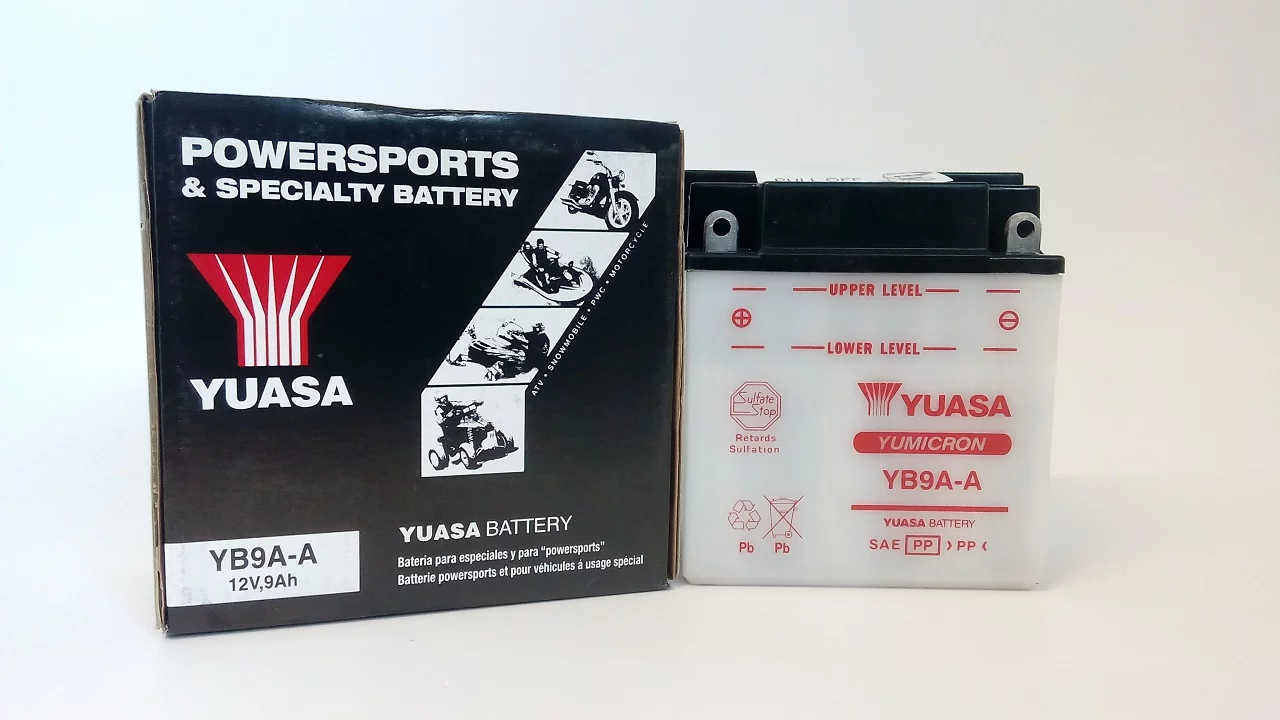 POWERSPORTS
& SPECIALTY BATTERY
YUASA
ATV • SNOWMOBILE • PWC • MOTORCYCLE
YUASA BATTERY
Batería para especiales y para “powersports”
Batterie powersports et pour véhicules á usage spécial
YB9A-A
12V,9Ah
PULL OFF
UPPER LEVEL
LOWER LEVEL
Sulfate
Stop
Retards
Sulfation
YUASA
YUMICRON
YB9A-A
YUASA BATTERY
SAE PP >PP<
Pb Pb